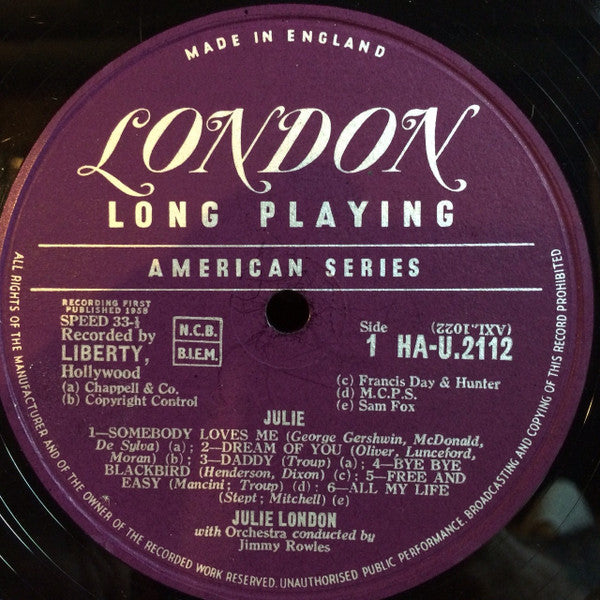 MADE IN ENGLAND
LONDON
LONG PLAYING
AMERICAN SERIES
RECORDING FIRST
PUBLISHED 1958
SPEED 33-⅓
Recorded by
LIBERTY,
Hollywood
(a) Chappell & Co.
(b) Copyright Control
N.C.B.
B.I.E.M.
Side
1
(AXL.1022)
HA-U.2112
(c) Francis Day & Hunter
(d) M.C.P.S.
(e) Sam Fox
JULIE
1—SOMEBODY LOVES ME (George Gershwin, McDonald,
De Sylva) (a) ; 2—DREAM OF YOU (Oliver, Lunceford,
Moran) (b) ; 3—DADDY (Troup) (a) ; 4—BYE BYE
BLACKBIRD (Henderson, Dixon) (c) ; 5—FREE AND
EASY (Mancini ; Troup) (d) : 6—ALL MY LIFE
(Stept ; Mitchell) (e)
JULIE LONDON
with Orchestra conducted by
Jimmy Rowles
ALL RIGHTS OF THE MANUFACTURER AND OF THE OWNER OF THE RECORDED WORK RESERVED. UNAUTHORISED PUBLIC PERFORMANCE, BROADCASTING AND COPYING OF THIS RECORD PROHIBITED